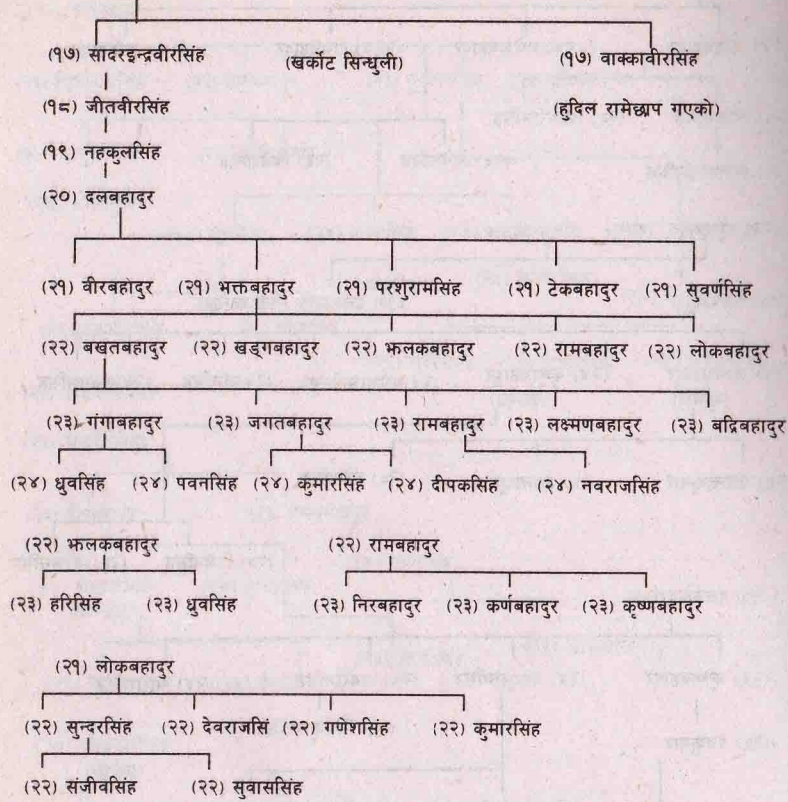 (१७) सादरइन्द्रवीरसिंह (खर्कोट सिन्धुली) (१७) वाक्कावीरसिंह
(१८) जीतवीरसिंह (हुदिल रामेछाप गएको)
(१९) नहकुलसिंह
(२०) दलबहादुर
(२१) वीरबहादुर (२१) भक्तबहादुर (२१) परशुरामसिंह (२१) टेकबहादुर (२१) सुवर्णसिंह
(२२) बखतबहादुर (२२) खड्गबहादुर (२२) झलकबहादुर (२२) रामबहादुर (२२) लोकबहादुर
(२३) गंगाबहादुर (२३) जगतबहादुर (२३) रामबहादुर (२३) लक्ष्मणबहादुर (२३) बद्रिबहादुर
(२४) ध्रुवसिंह (२४) पवनसिंह (२४) कुमारसिंह (२४) दीपकसिंह (२४) नवराजसिंह
(२२) झलकबहादुर (२२) रामबहादुर
(२३) हरिसिंह (२३) ध्रुवसिंह (२३) निरबहादुर (२३) कर्णबहादुर (२३) कृष्णबहादुर
(२१) लोकबहादुर
(२२) सुन्दरसिंह (२२) देवराजसिं (२२) गणेशसिंह (२२) कुमारसिंह
(२२) संजीवसिंह (२२) सुवाससिंह